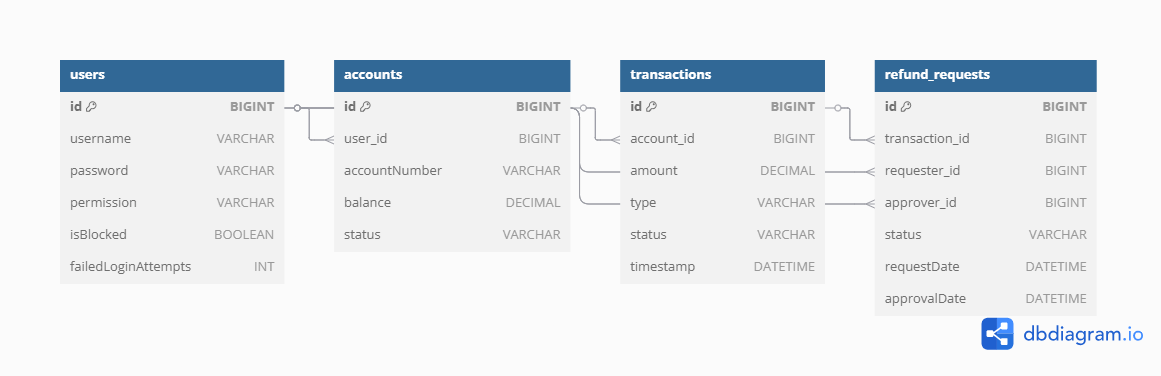 users
id BIGINT
username VARCHAR
password VARCHAR
permission VARCHAR
isBlocked BOOLEAN
failedLoginAttempts INT
accounts
id BIGINT
user_id BIGINT
accountNumber VARCHAR
balance DECIMAL
status VARCHAR
transactions
id BIGINT
account_id BIGINT
amount DECIMAL
type VARCHAR
status VARCHAR
timestamp DATETIME
refund_requests
id BIGINT
transaction_id BIGINT
requester_id BIGINT
approver_id BIGINT
status VARCHAR
requestDate DATETIME
approvalDate DATETIME
dbdiagram.io